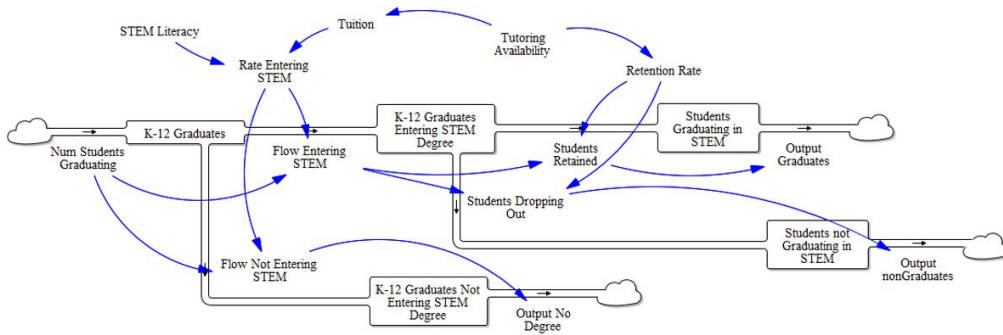 STEM Literacy
Tuition
Tutoring
Availability
Rate Entering
STEM
Retention Rate
K-12 Graduates
K-12 Graduates
Entering STEM
Degree
Students
Graduating in
STEM
Num Students
Graduating
Flow Entering
STEM
Students
Retained
Output
Graduates
Students Dropping
Out
Students not
Graduating in
STEM
Flow Not Entering
STEM
Output
nonGraduates
K-12 Graduates Not
Entering STEM
Degree
Output No
Degree